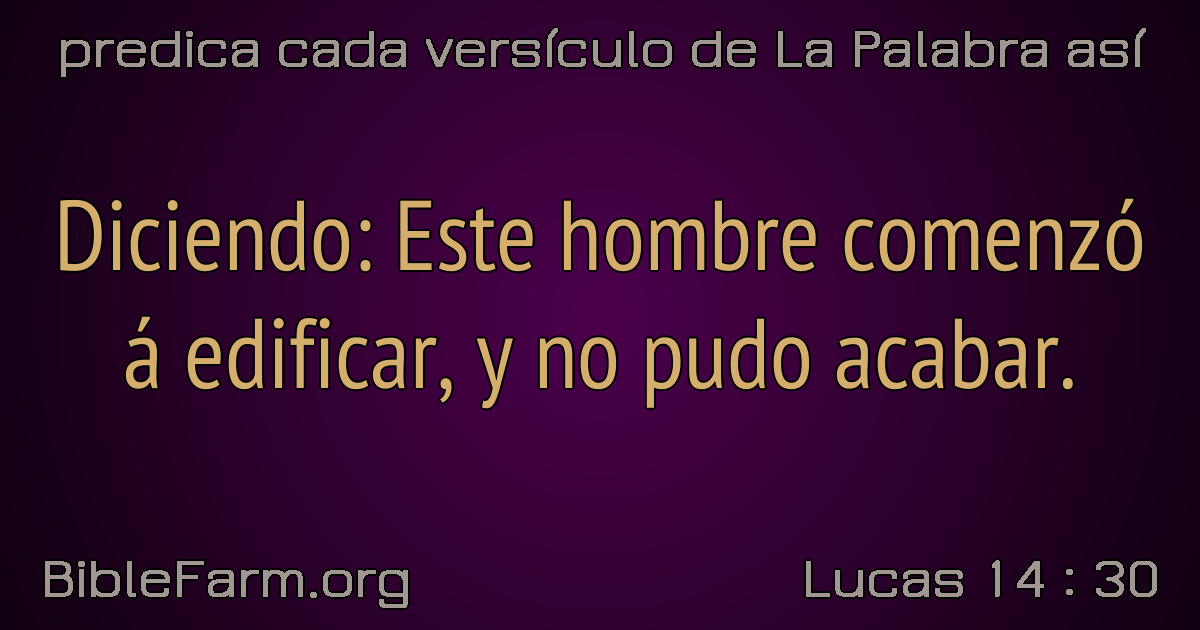 predica cada versículo de La Palabra así
Diciendo: Este hombre comenzó
á edificar, y no pudo acabar.
BibleFarm.org
Lucas 14 : 30